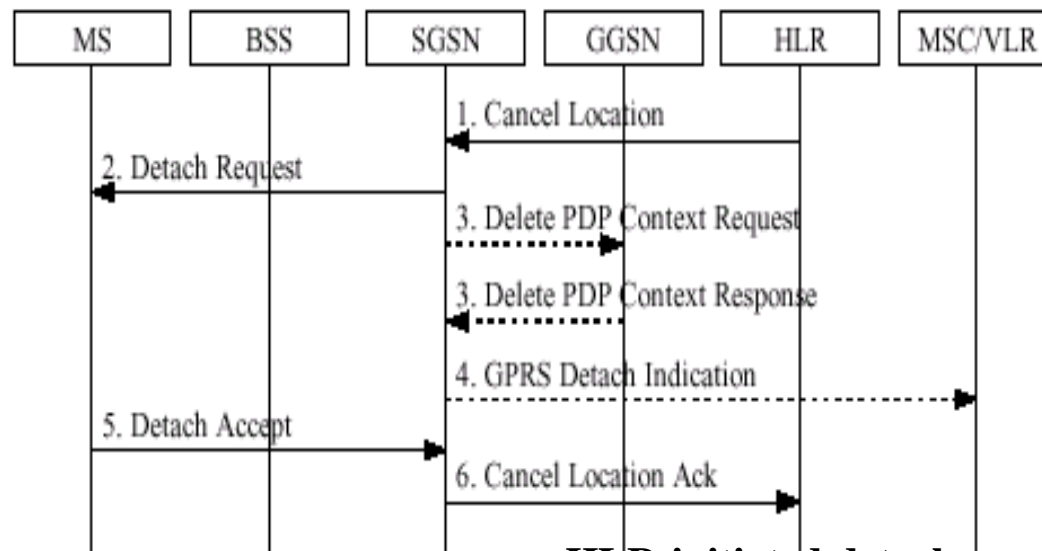 MS BSS SGSN GGSN HLR MSC/VLR
1. Cancel Location
2. Detach Request
3. Delete PDP Context Request
3. Delete PDP Context Response
4. GPRS Detach Indication
5. Detach Accept
6. Cancel Location Ack